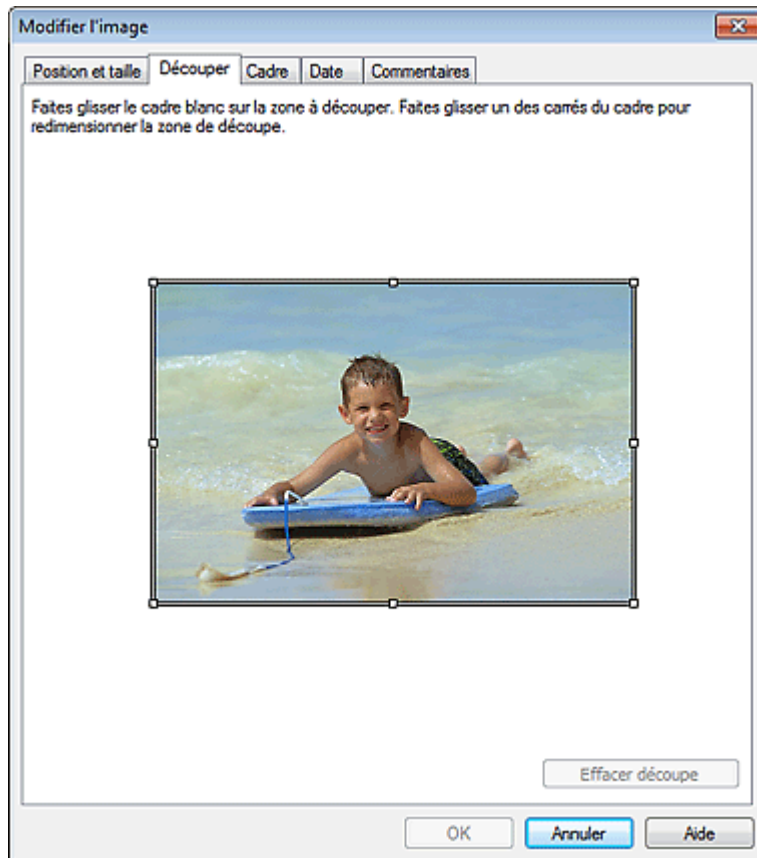 Modifier l'image
Position et taille
Découper
Cadre
Date
Commentaires
Faites glisser le cadre blanc sur la zone à découper. Faites glisser un des carrés du cadre pour
redimensionner la zone de découpe.
Effacer découpe
OK
Annuler
Aide